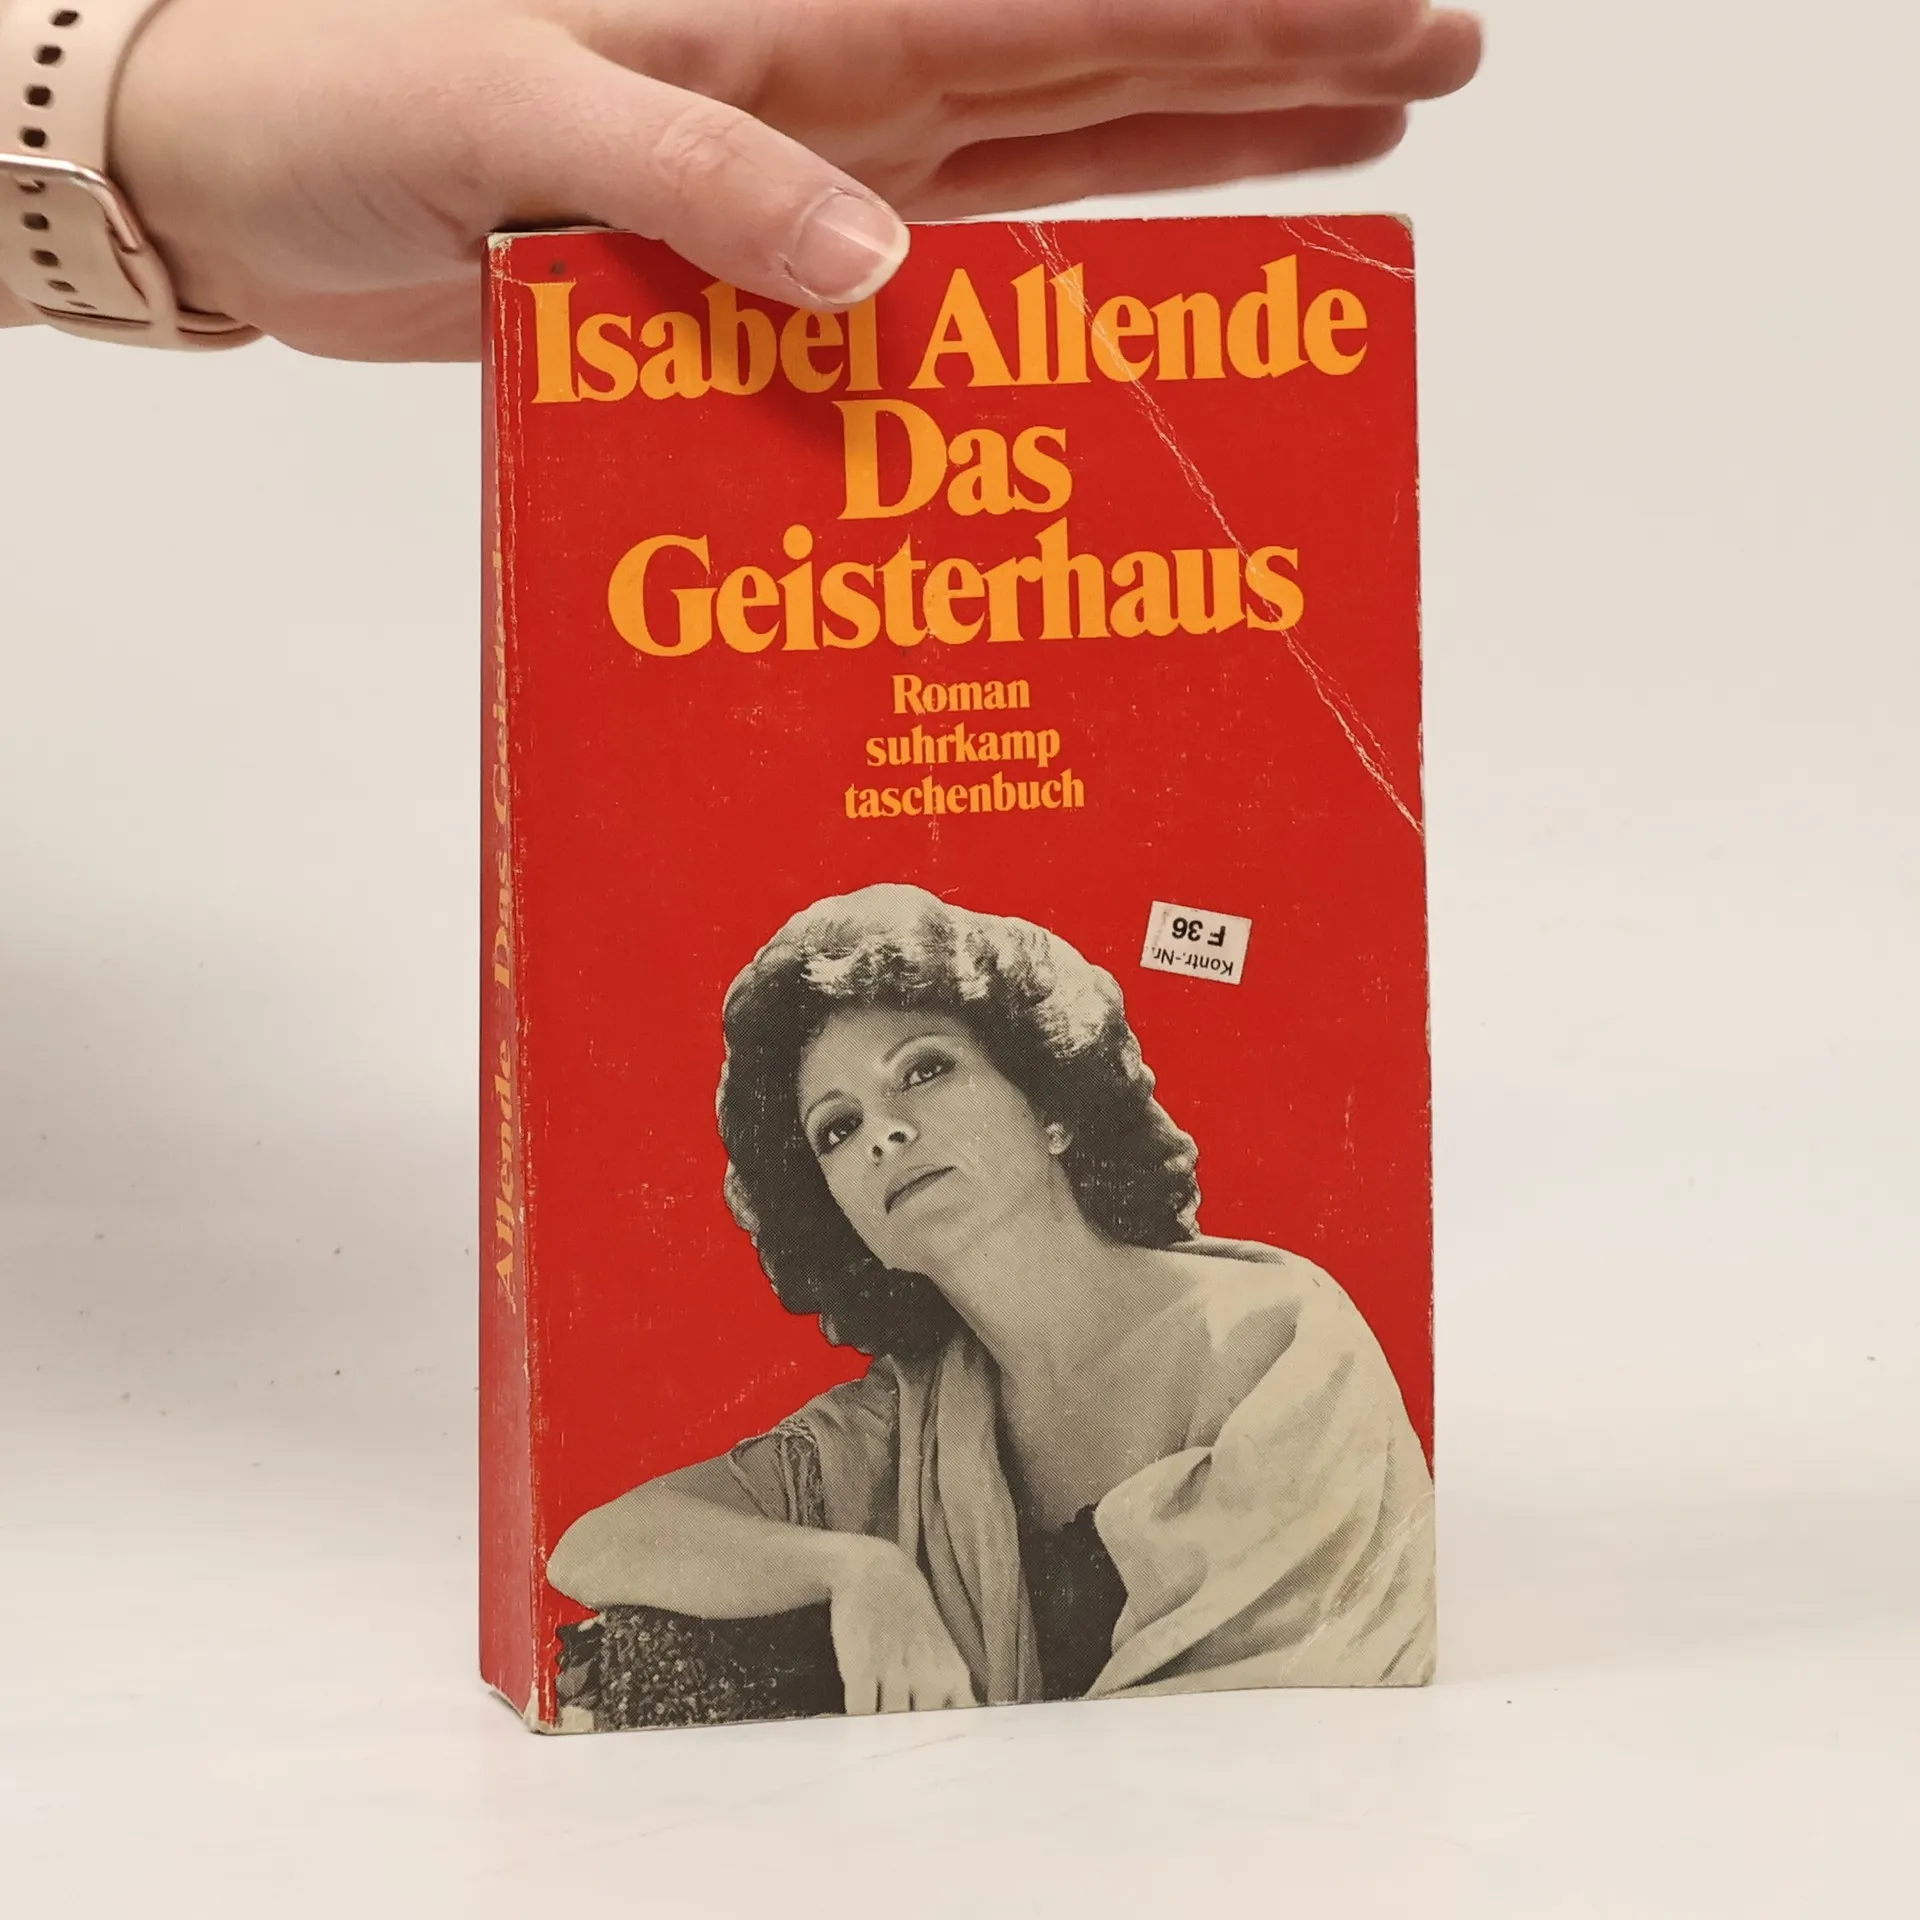 Isabel Allende
Das
Geisterhaus
Roman
suhrkamp
taschenbuch
Kontr.-Nr.
F 36
Allende Das Geisterhaus